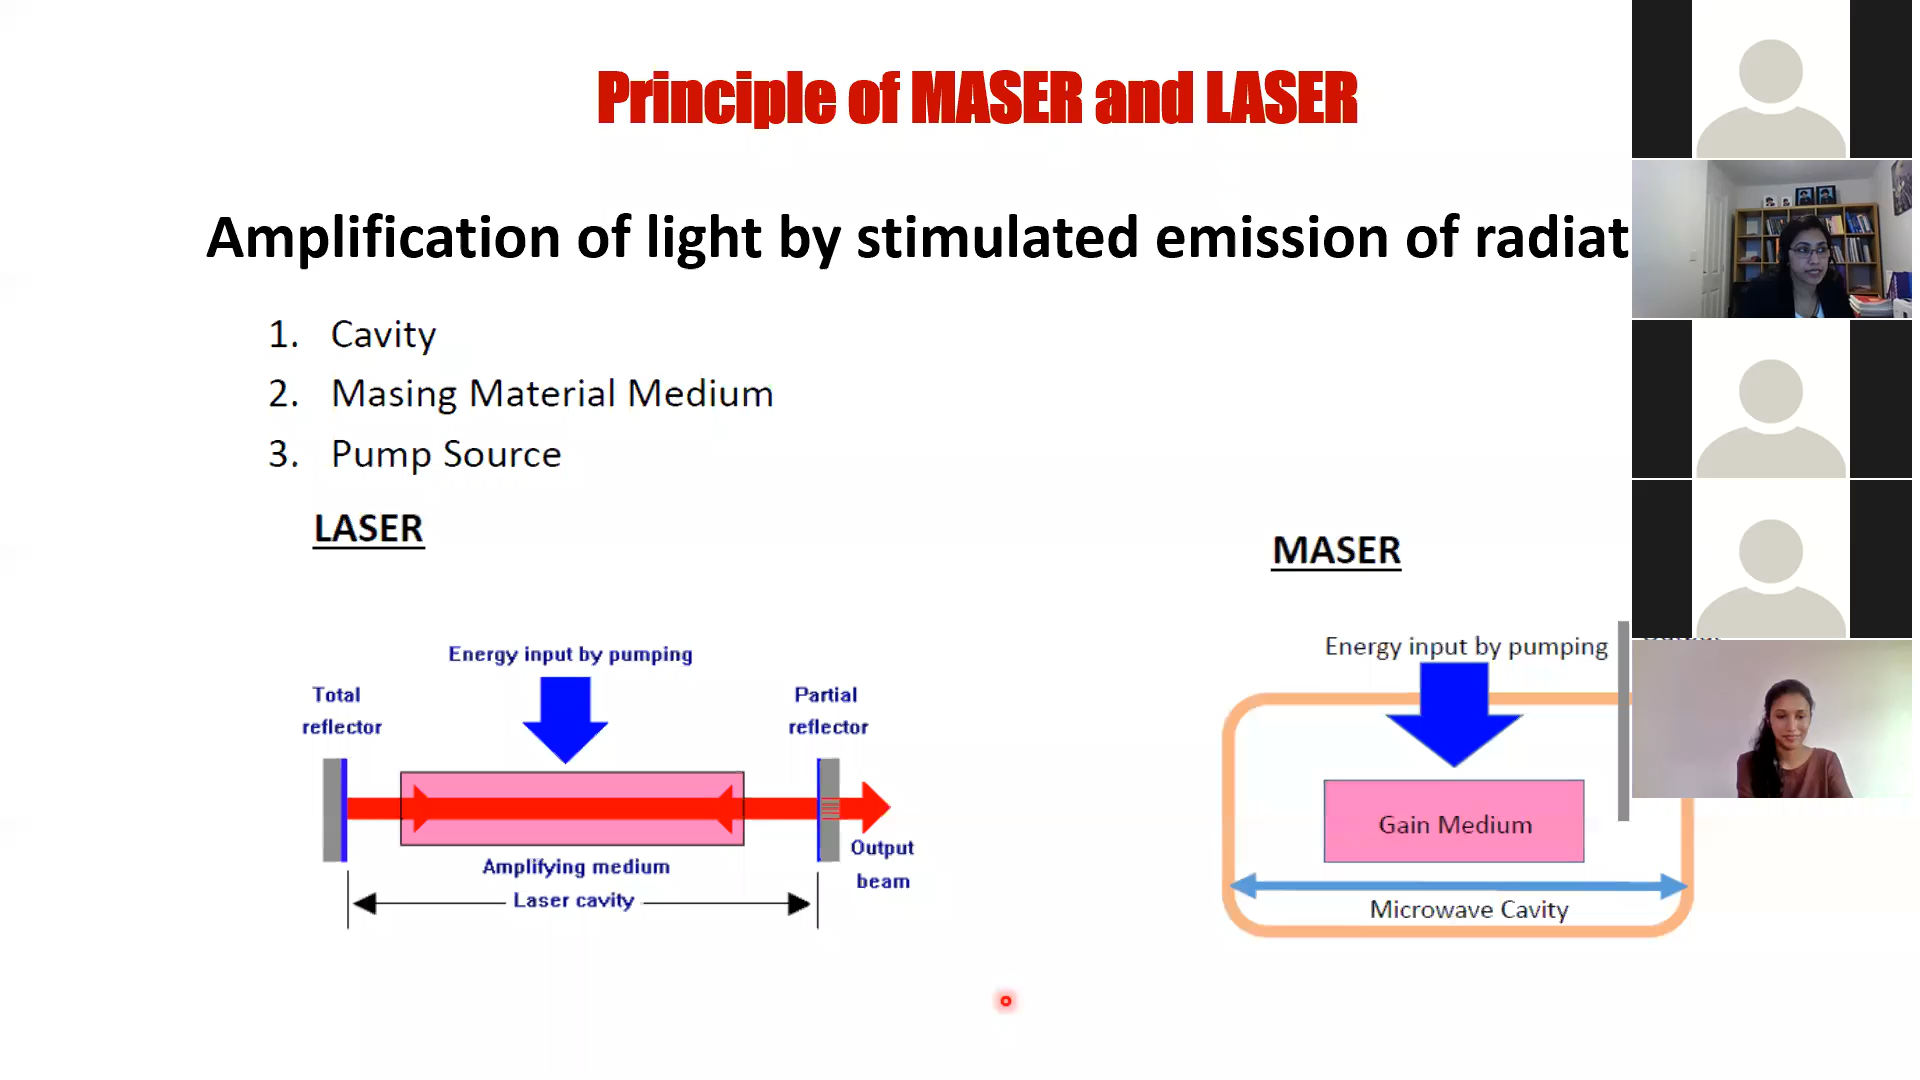 Principle of MASER and LASER
Amplification of light by stimulated emission of
1. Cavity
2. Masing Material Medium
3. Pump Source
LASER
MASER
Energy input by pumping
Total
reflector
Partial
reflector
Amplifying medium
Laser cavity
Output
beam
Energy input by pumping
Gain Medium
Microwave Cavity